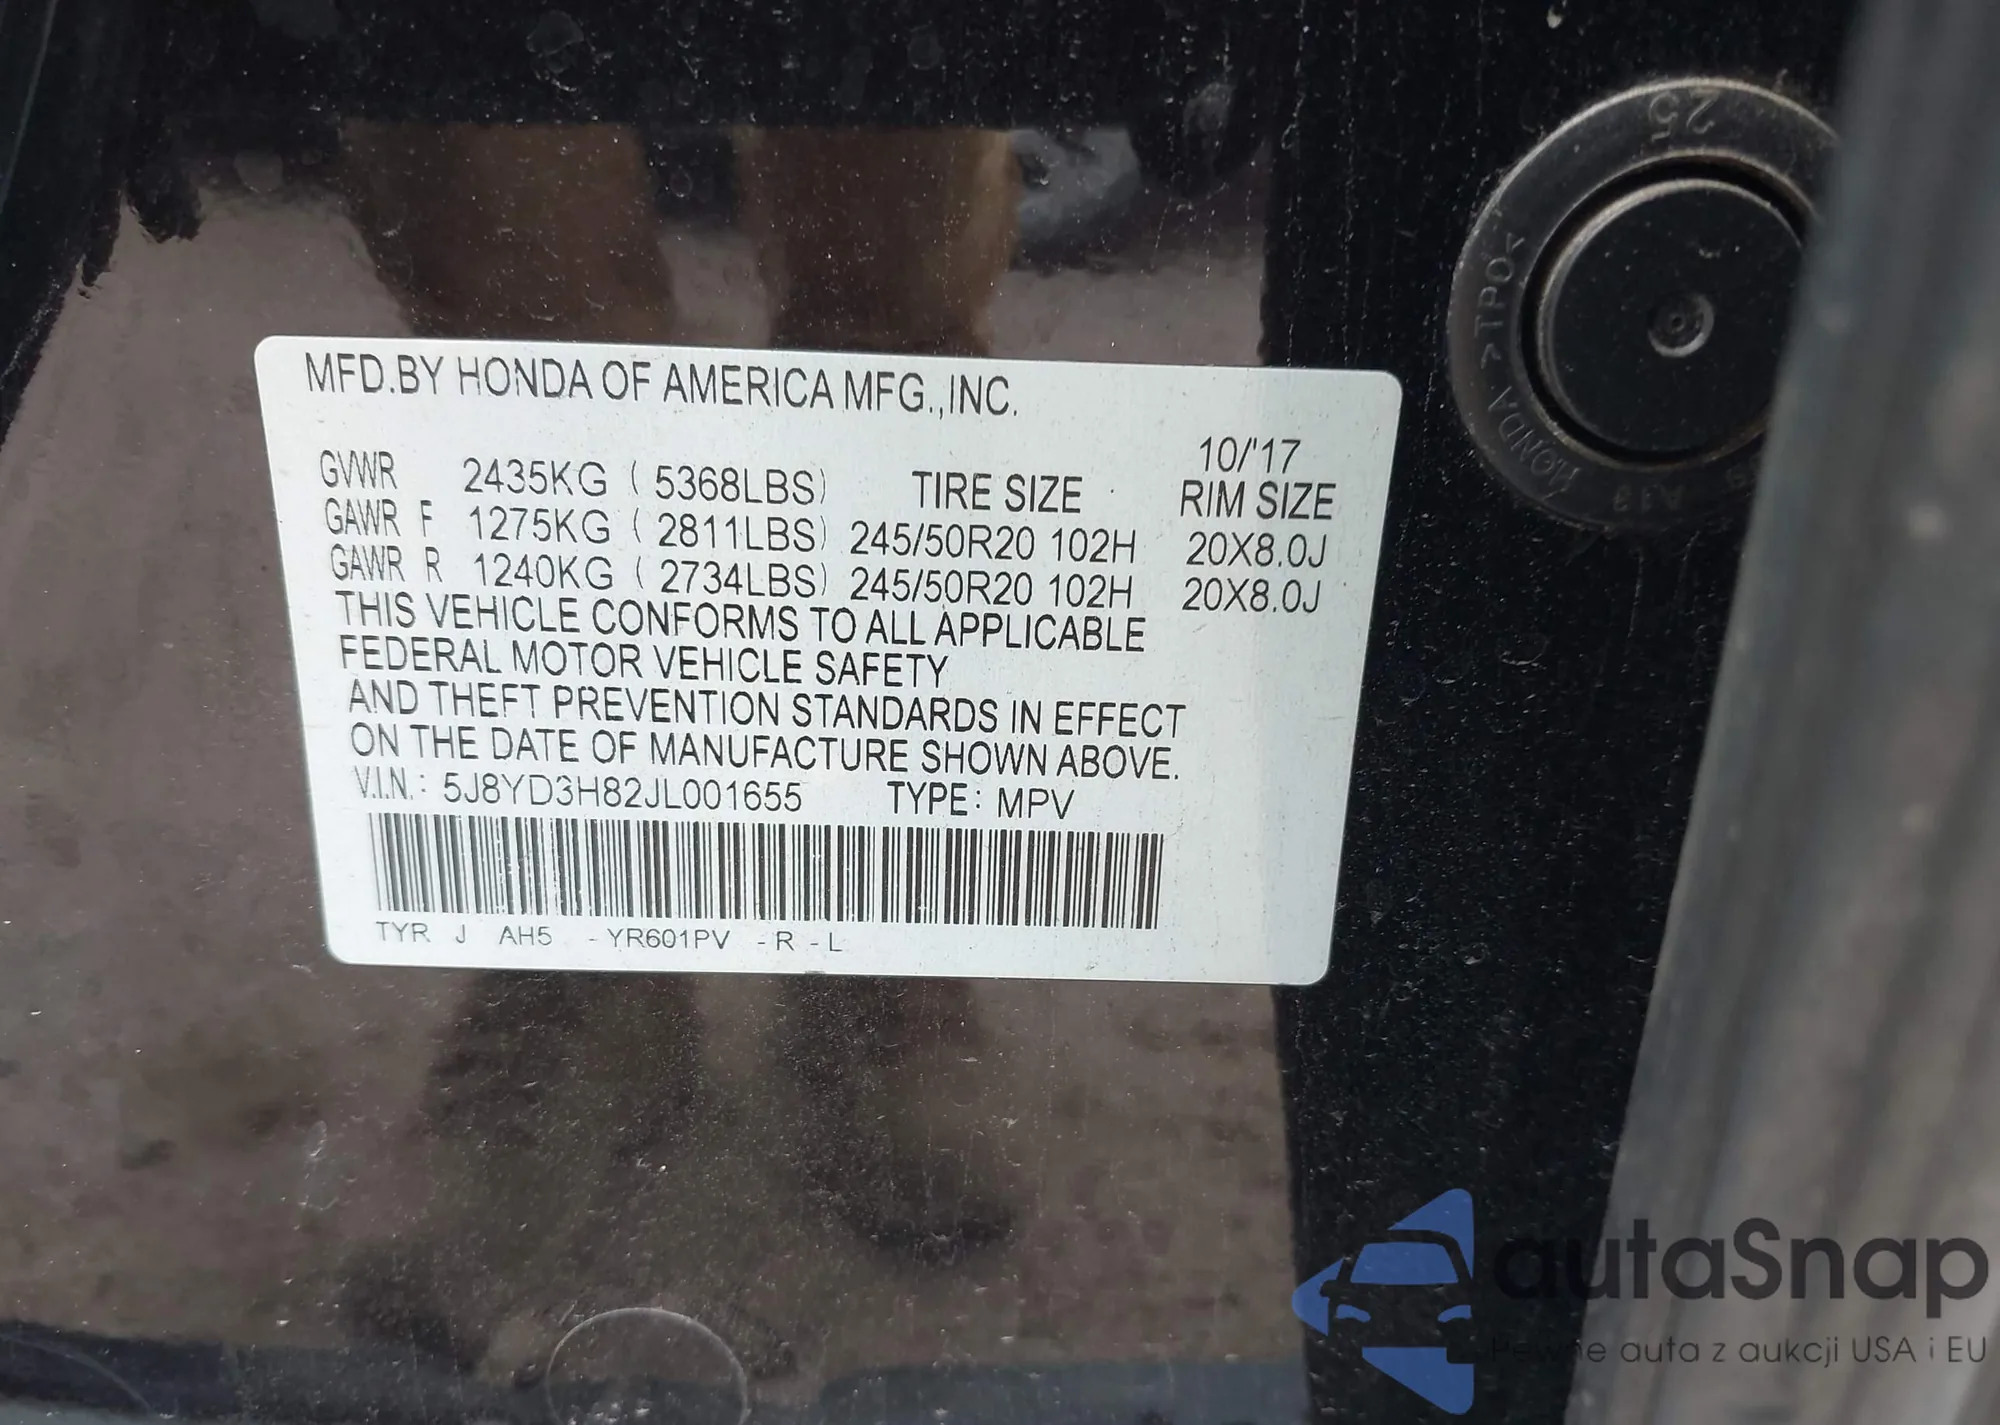 MFD.BY HONDA OF AMERICA MFG.,INC.
10/'17
GVWR 2435KG ( 5368LBS) TIRE SIZE RIM SIZE
GAWR F 1275KG ( 2811LBS) 245/50R20 102H 20X8.0J
GAWR R 1240KG ( 2734LBS) 245/50R20 102H 20X8.0J
THIS VEHICLE CONFORMS TO ALL APPLICABLE
FEDERAL MOTOR VEHICLE SAFETY
AND THEFT PREVENTION STANDARDS IN EFFECT
ON THE DATE OF MANUFACTURE SHOWN ABOVE.
V.I.N.: 5J8YD3H82JL001655 TYPE: MPV
TYR J AH5 -YR601PV -R -L
25
HONDA
autaSnap
Pewne auta z aukcji USA i EU